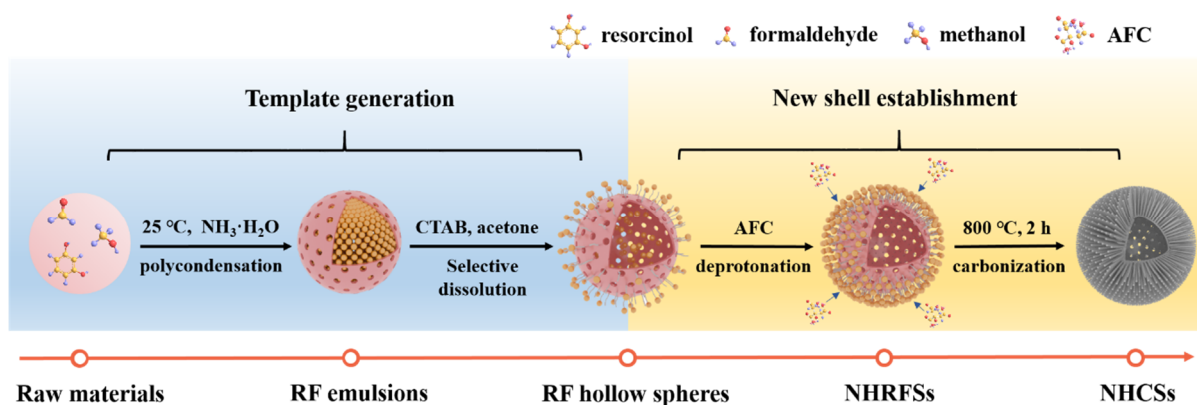 resorcinol formaldehyde methanol AFC
Template generation New shell establishment
25 °C, NH₃·H₂O
polycondensation
CTAB, acetone
Selective
dissolution
AFC
deprotonation
800 °C, 2 h
carbonization
Raw materials RF emulsions RF hollow spheres NHRFSs NHCSs